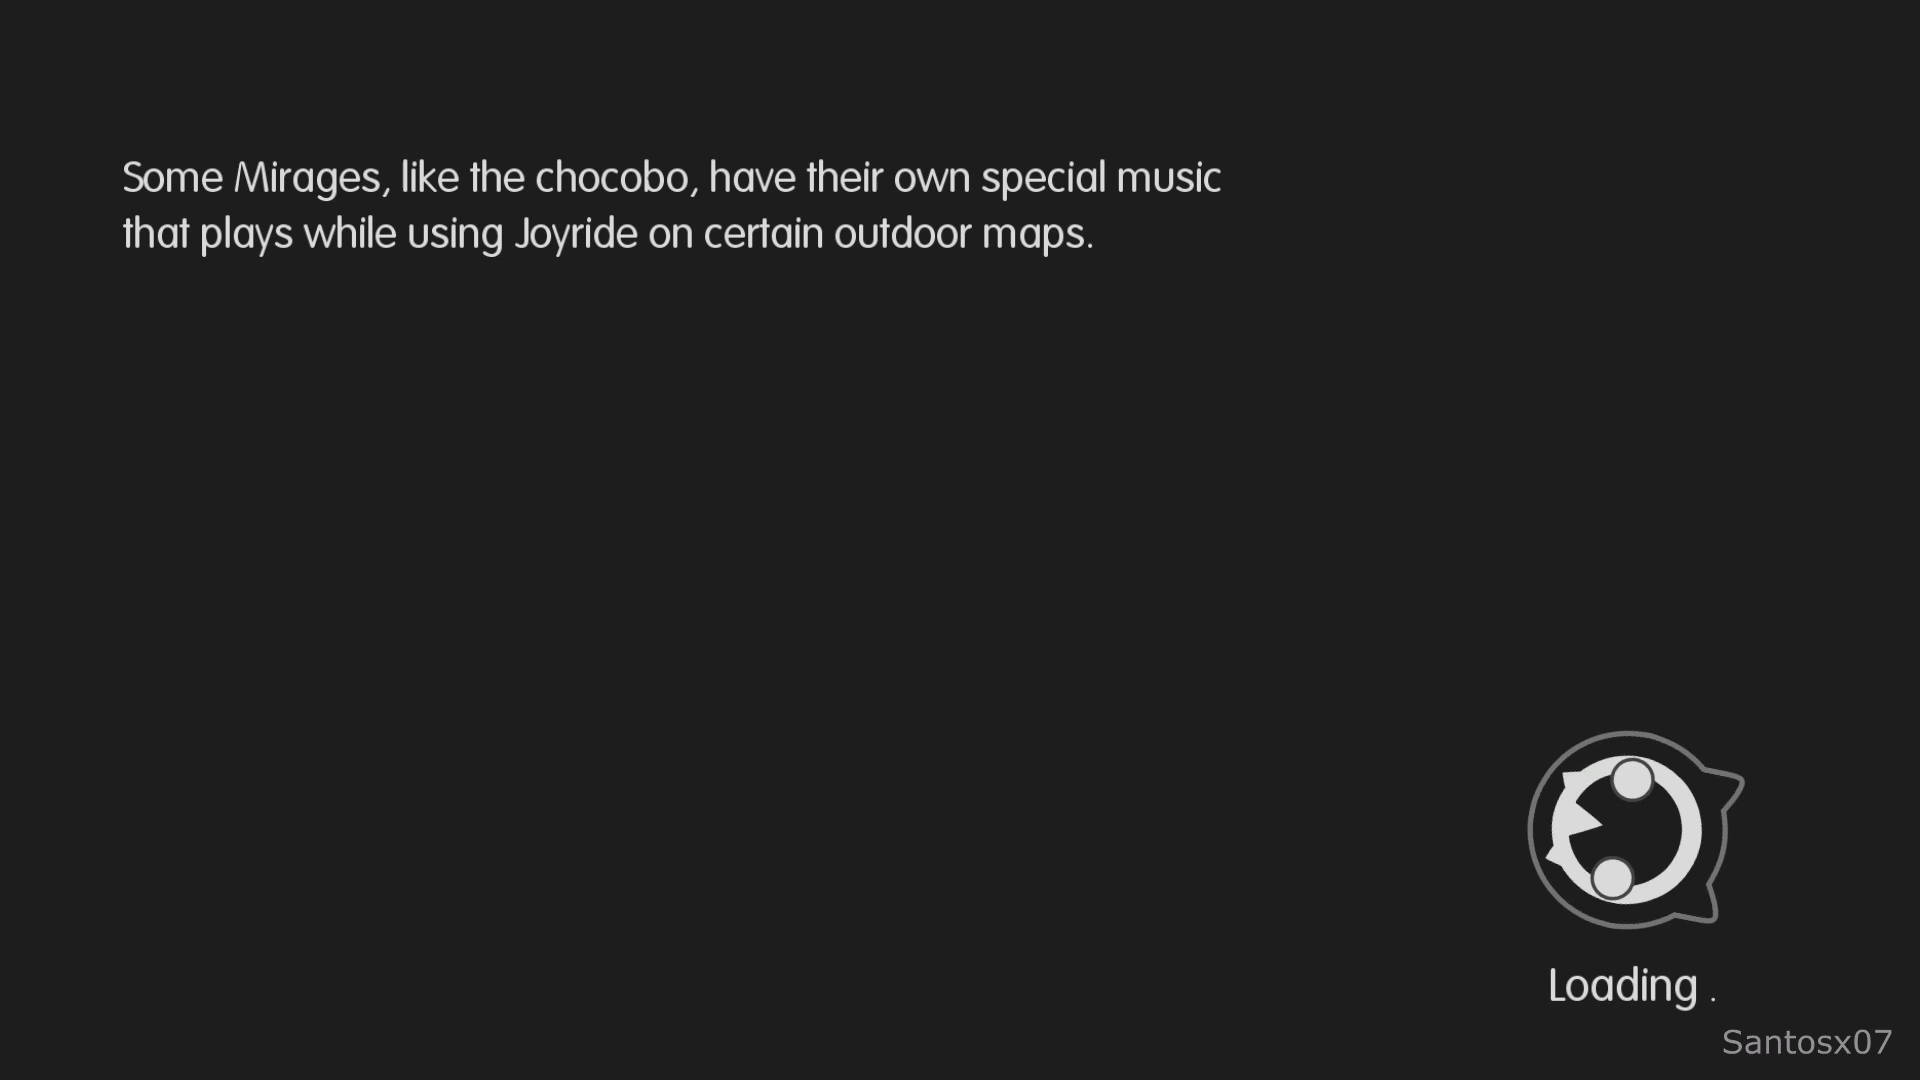 Some Mirages, like the chocobo, have their own special music
that plays while using Joyride on certain outdoor maps.
Loading .
Santosx07